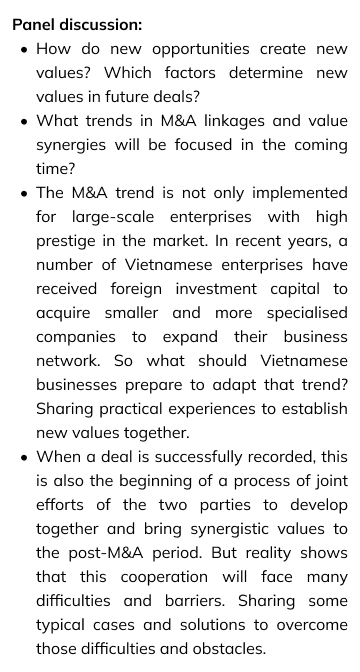 Panel discussion:
• How do new opportunities create new
values? Which factors determine new
values in future deals?
• What trends in M&A linkages and value
synergies will be focused in the coming
time?
• The M&A trend is not only implemented
for large-scale enterprises with high
prestige in the market. In recent years, a
number of Vietnamese enterprises have
received foreign investment capital to
acquire smaller and more specialised
companies to expand their business
network. So what should Vietnamese
businesses prepare to adapt that trend?
Sharing practical experiences to establish
new values together.
• When a deal is successfully recorded, this
is also the beginning of a process of joint
efforts of the two parties to develop
together and bring synergistic values to
the post-M&A period. But reality shows
that this cooperation will face many
difficulties and barriers. Sharing some
typical cases and solutions to overcome
those difficulties and obstacles.